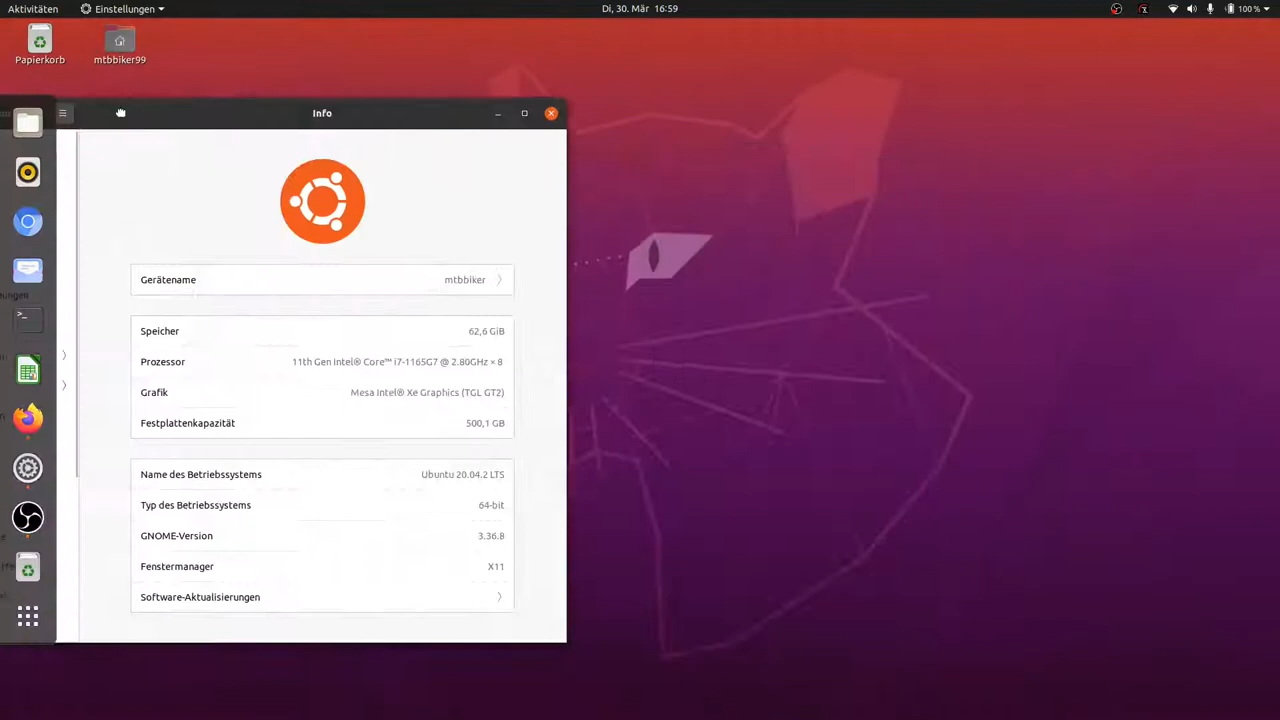 Aktivitäten
Einstellungen
Di, 30. Mär 16:59
100 %
Papierkorb
mtbbiker99
Info
Gerätename
mtbbiker
Speicher
62,6 GiB
Prozessor
11th Gen Intel® Core™ i7-1165G7 @ 2.80GHz × 8
Grafik
Mesa Intel® Xe Graphics (TGL GT2)
Festplattenkapazität
500,1 GB
Name des Betriebssystems
Ubuntu 20.04.2 LTS
Typ des Betriebssystems
64-bit
GNOME-Version
3.36.8
Fenstermanager
X11
Software-Aktualisierungen